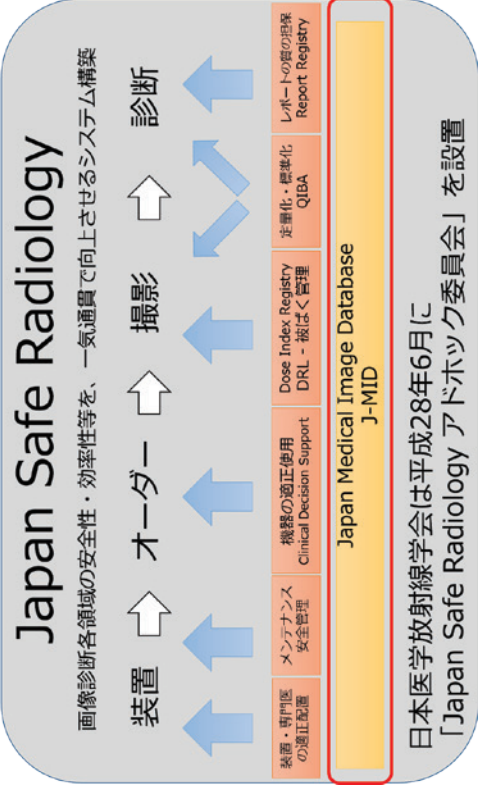 Japan Safe Radiology
画像診断各領域の安全性・効率性等を、一気通貫で向上させるシステム構築
装置
オーダー
撮影
診断
装置・専門医
の適正配置
メンテナンス
安全管理
機器の適正使用
Clinical Decision Support
Dose Index Registry
DRL - 被ばく管理
定量化・標準化
QIBA
レポートの質の担保
Report Registry
Japan Medical Image Database
J-MID
日本医学放射線学会は平成28年6月に
「Japan Safe Radiology アドホック委員会」を設置